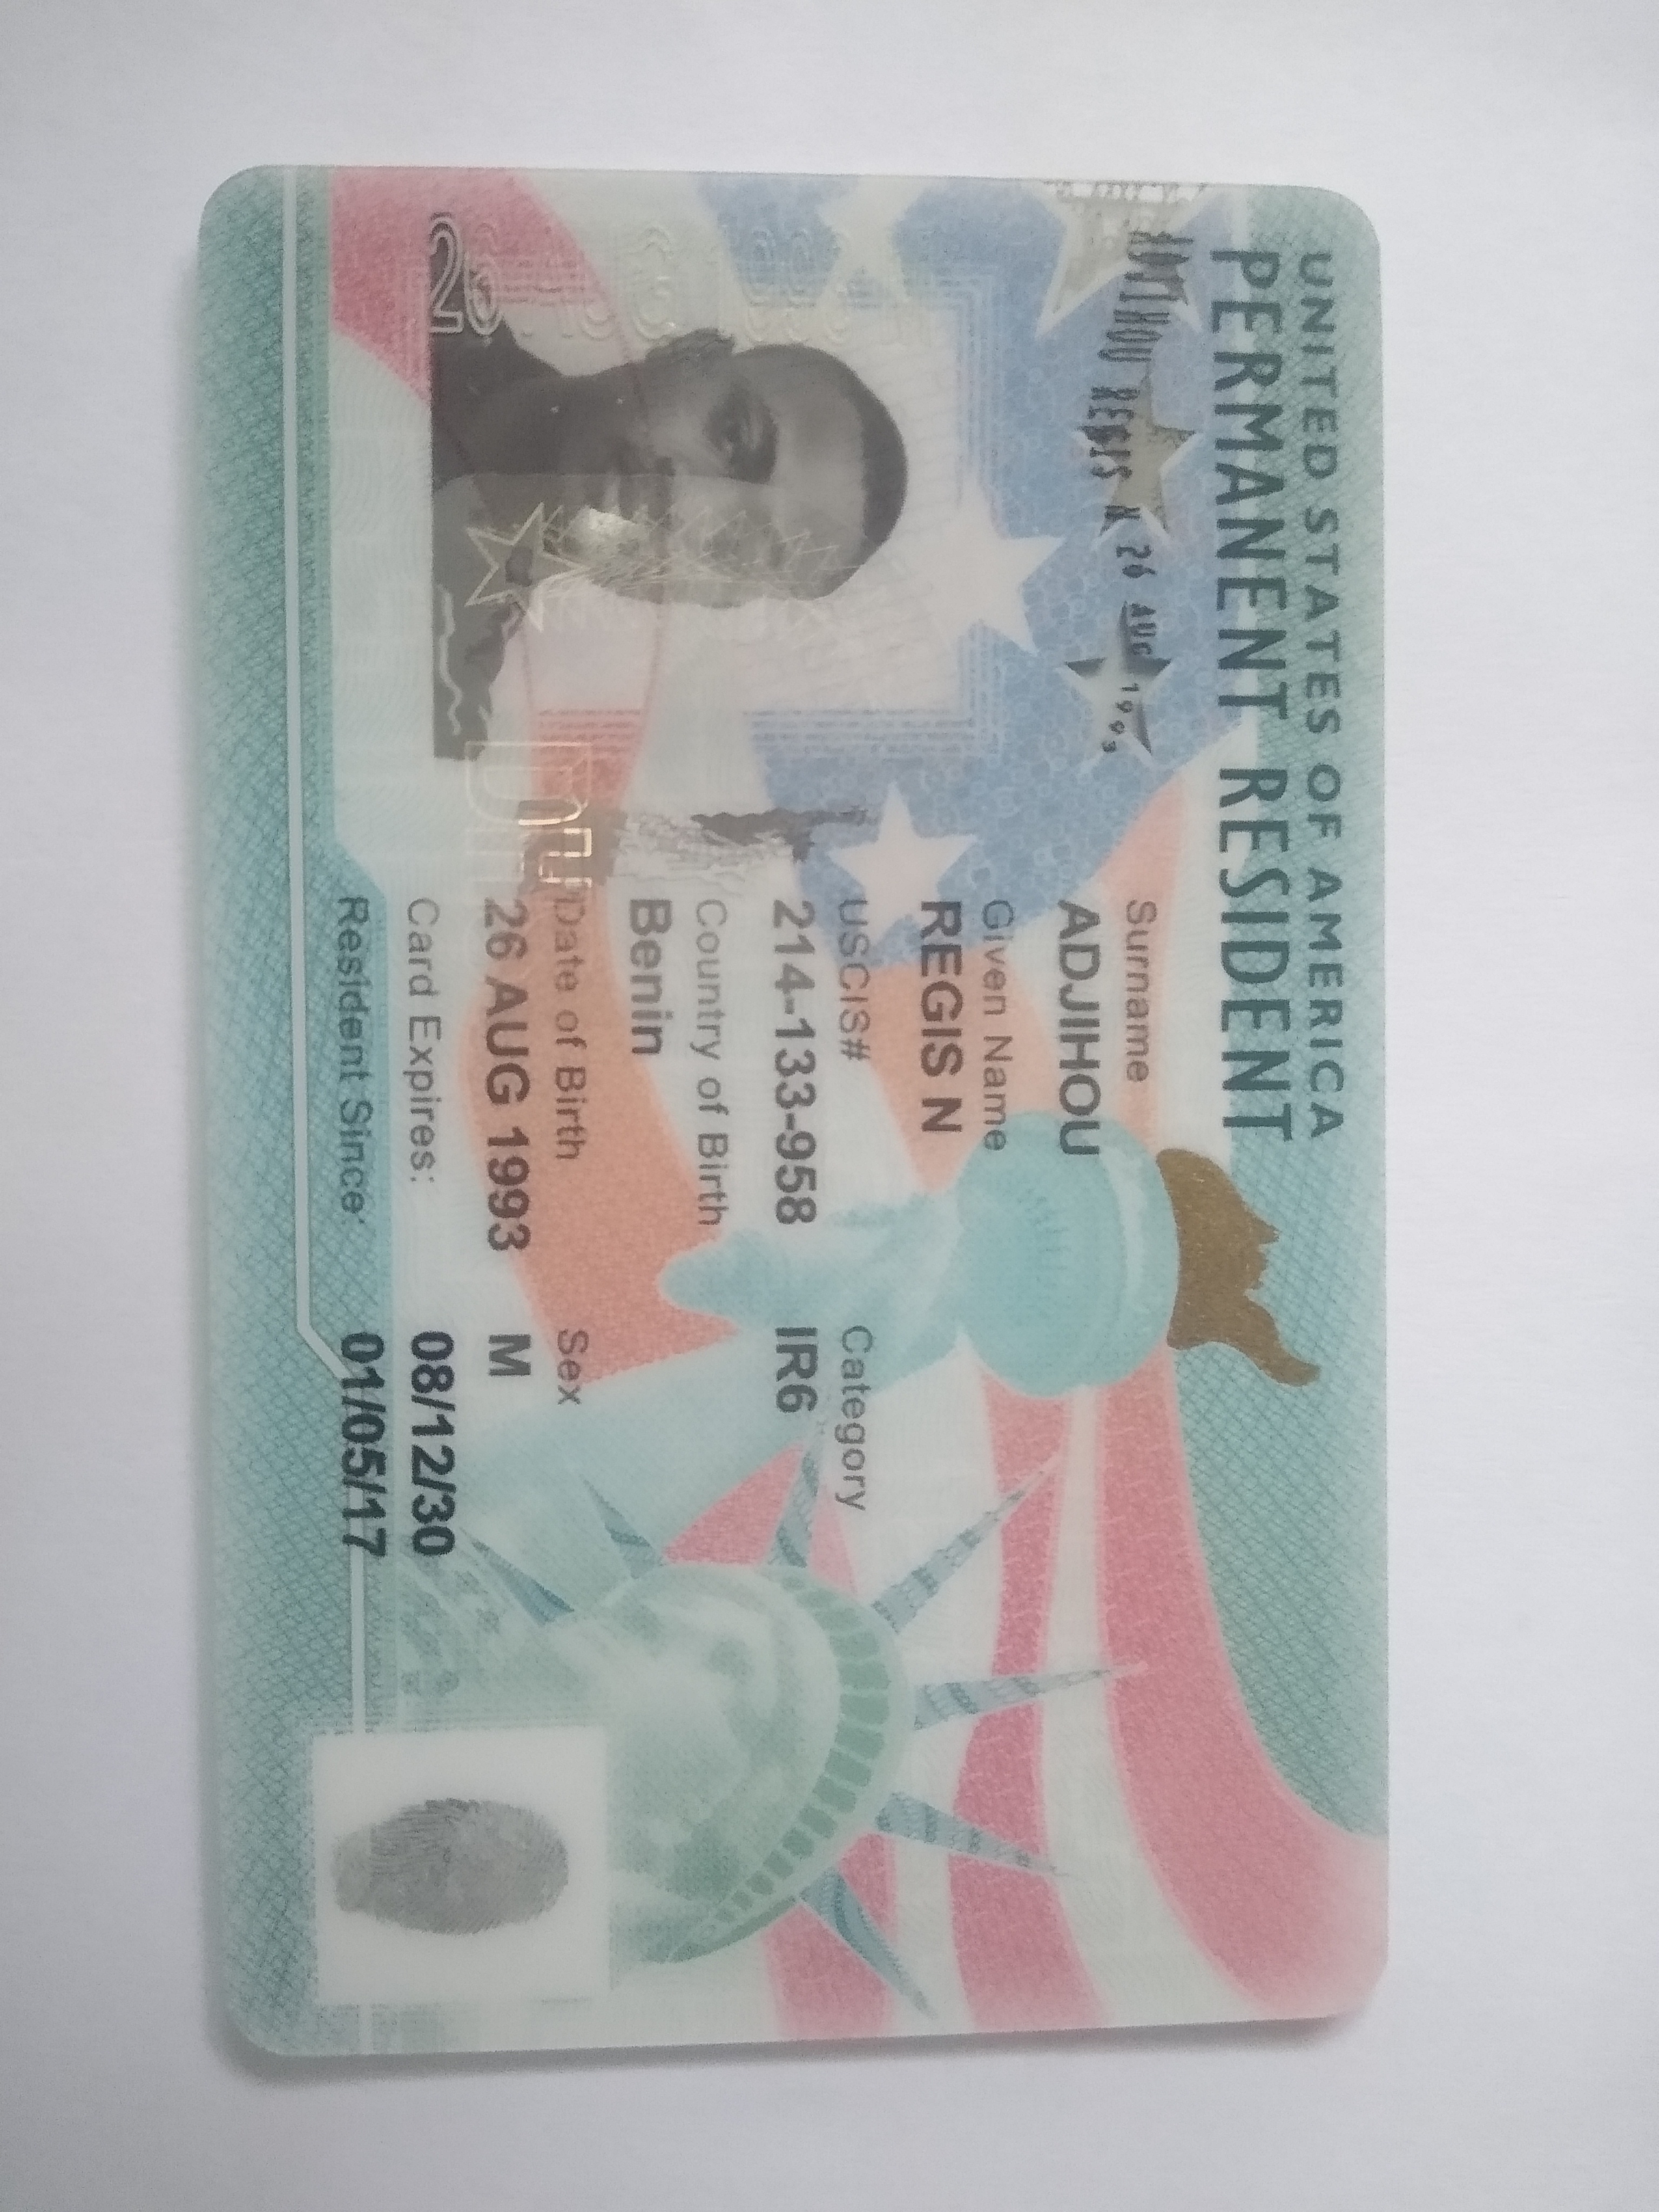 UNITED STATES OF AMERICA
PERMANENT RESIDENT
ADJIHOU REGIS N 26 AUG 1993
Surname
ADJIHOU
Given Name
REGIS N
USCIS# Category
214-133-958 IR6
Country of Birth
Benin
Date of Birth Sex
26 AUG 1993 M
Card Expires: 08/12/30
Resident Since: 01/05/17